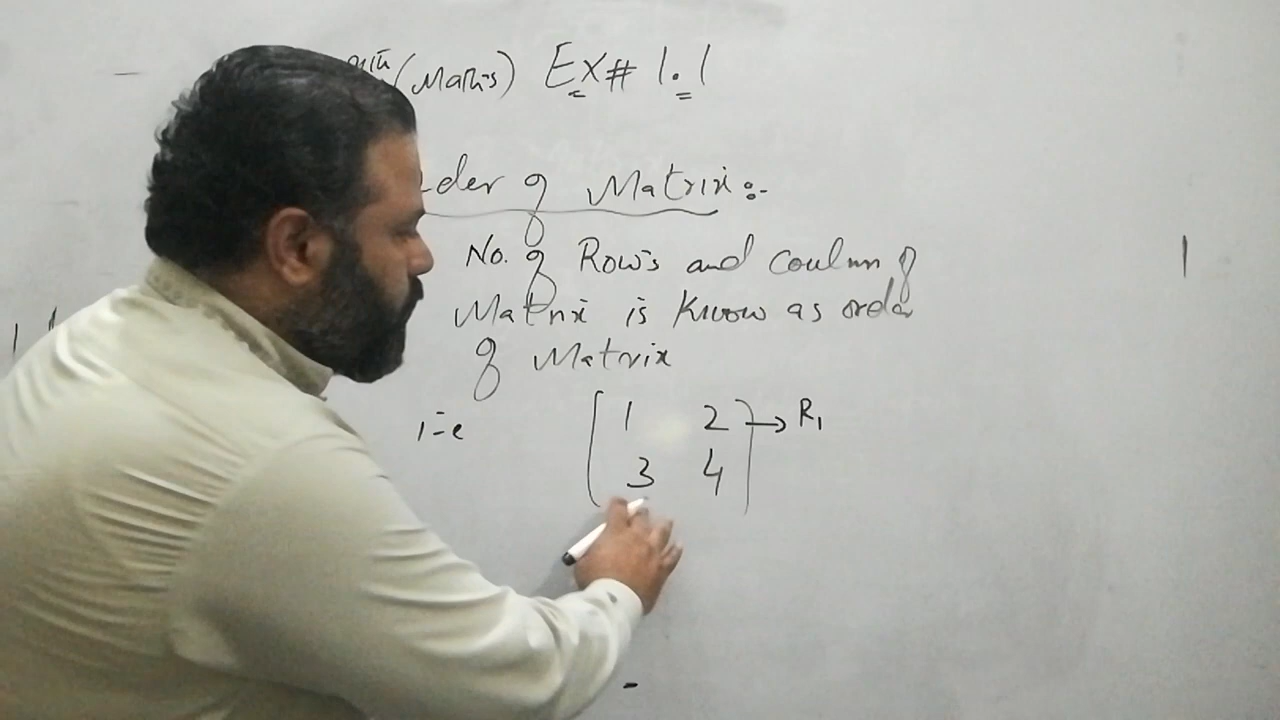 (Maths) Ex# 1.1
der of Matrix:-
No. of Rows and coulmn of
Matrix is know as order
of Matrix
i-e [ 1 2 ] → R1
3 4